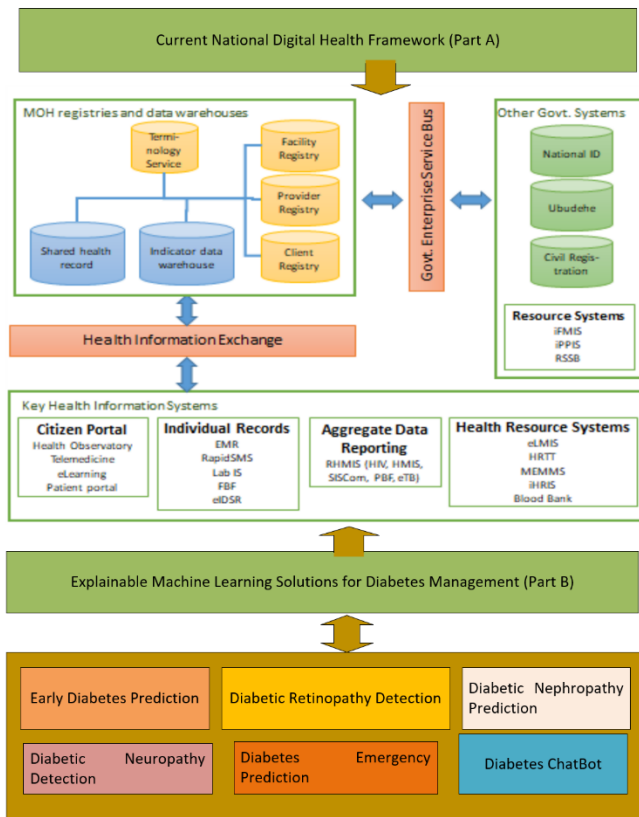 Current National Digital Health Framework (Part A)
MOH registries and data warehouses
Termi-
nology
Service
Facility
Registry
Provider
Registry
Client
Registry
Shared health
record
Indicator data
warehouse
Govt. EnterpriseServiceBus
Other Govt. Systems
National ID
Ubudehe
Civil Regis-
tration
Resource Systems
iFMIS
iPPIS
RSSB
Health Information Exchange
Key Health Information Systems
Citizen Portal
Health Observatory
Telemedicine
eLearning
Patient portal
Individual Records
EMR
RapidSMS
Lab IS
FBF
eIDSR
Aggregate Data
Reporting
RHMIS (HIV, HMIS,
SISCom, PBF, eTB)
Health Resource Systems
eLMIS
HRTT
MEMMS
iHRIS
Blood Bank
Explainable Machine Learning Solutions for Diabetes Management (Part B)
Early Diabetes Prediction
Diabetic Retinopathy Detection
Diabetic Nephropathy
Prediction
Diabetic Neuropathy
Detection
Diabetes Emergency
Prediction
Diabetes ChatBot